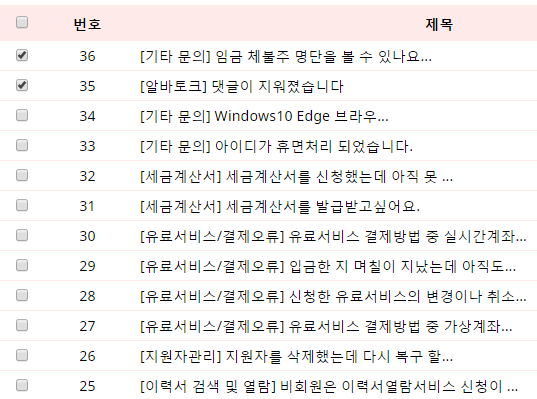 번호 제목
36 [기타 문의] 임금 체불주 명단을 볼 수 있나요...
35 [알바토크] 댓글이 지워졌습니다
34 [기타 문의] Windows10 Edge 브라우...
33 [기타 문의] 아이디가 휴면처리 되었습니다.
32 [세금계산서] 세금계산서를 신청했는데 아직 못 ...
31 [세금계산서] 세금계산서를 발급받고싶어요.
30 [유료서비스/결제오류] 유료서비스 결제방법 중 실시간계좌...
29 [유료서비스/결제오류] 입금한 지 며칠이 지났는데 아직도...
28 [유료서비스/결제오류] 신청한 유료서비스의 변경이나 취소...
27 [유료서비스/결제오류] 유료서비스 결제방법 중 가상계좌...
26 [지원자관리] 지원자를 삭제했는데 다시 복구 할...
25 [이력서 검색 및 열람] 비회원은 이력서열람서비스 신청이 ...